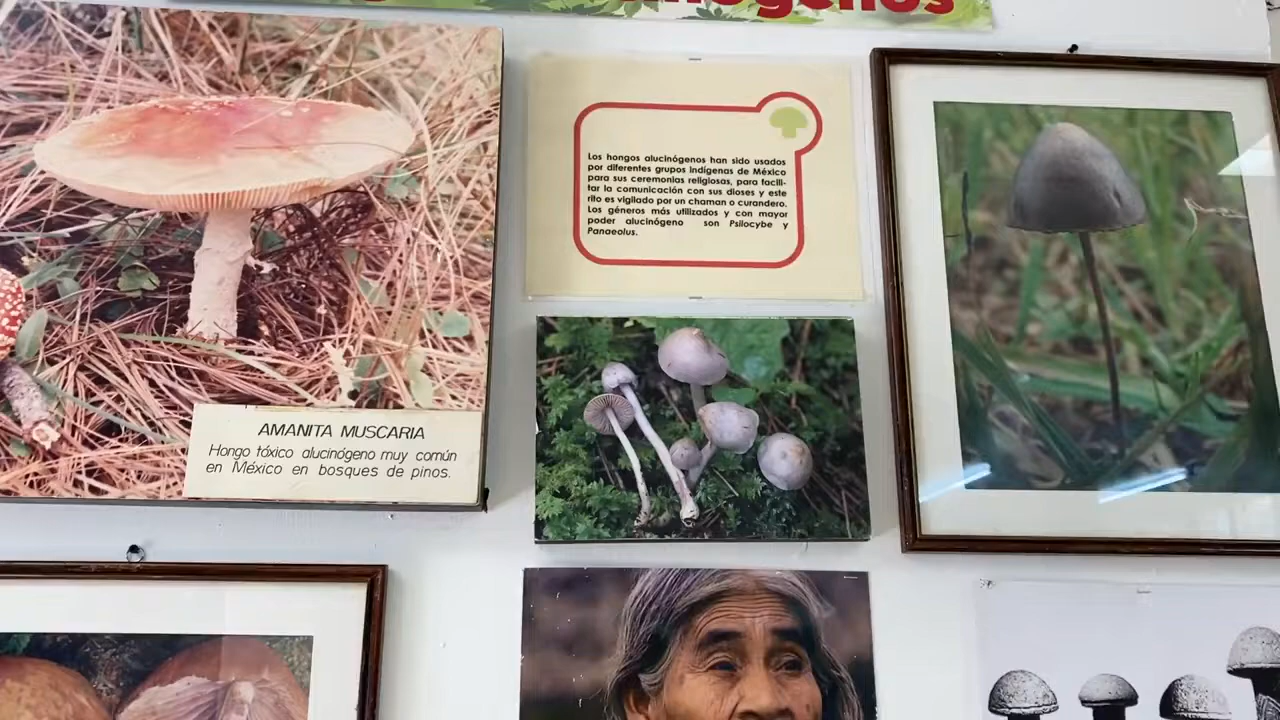 Los hongos alucinógenos han sido usados
por diferentes grupos indígenas de México
para sus ceremonias religiosas, para facili-
tar la comunicación con sus dioses y este
rito es vigilado por un chaman o curandero.
Los géneros más utilizados y con mayor
poder alucinógeno son Psilocybe y
Panaeolus.
AMANITA MUSCARIA
Hongo tóxico alucinógeno muy común
en México en bosques de pinos.